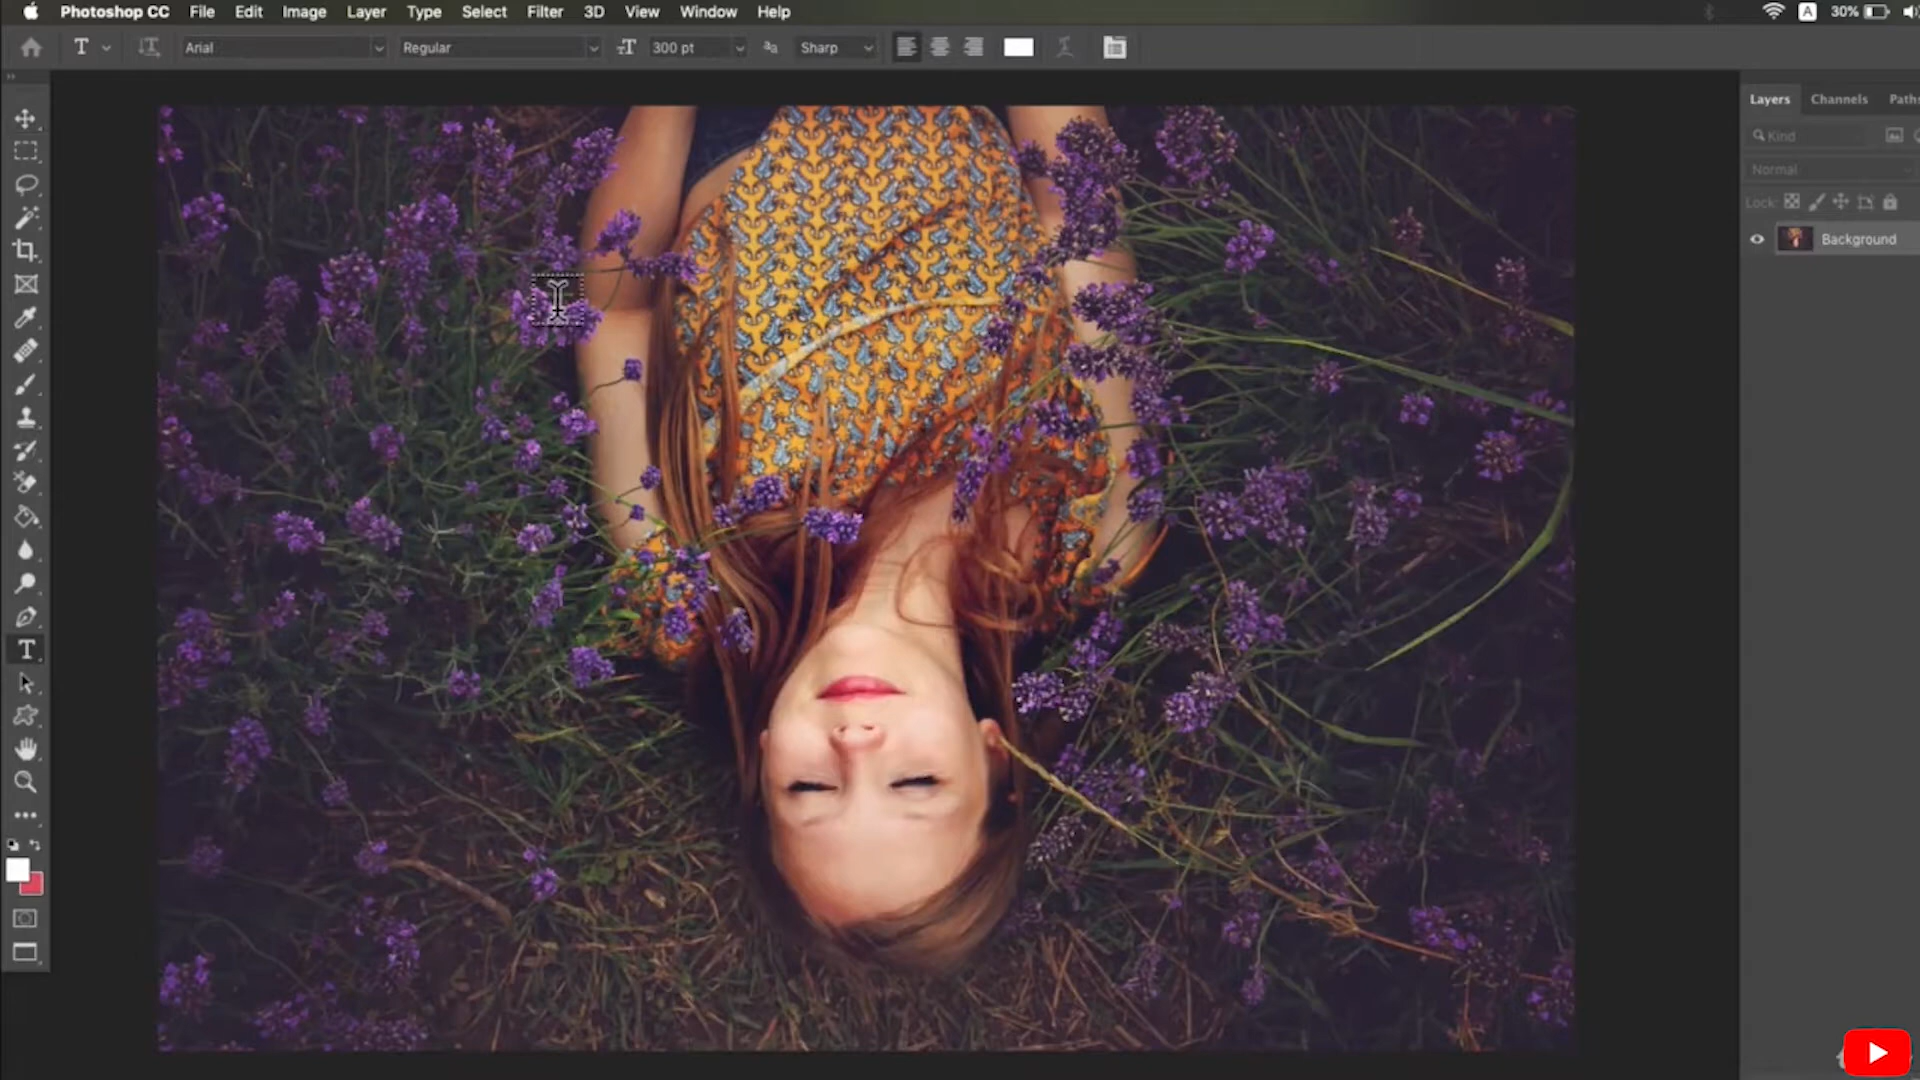 Photoshop CC File Edit Image Layer Type Select Filter 3D View Window Help A 30%
T Arial Regular 300 pt aa Sharp
Layers Channels Paths
Kind
Normal
Lock:
Background